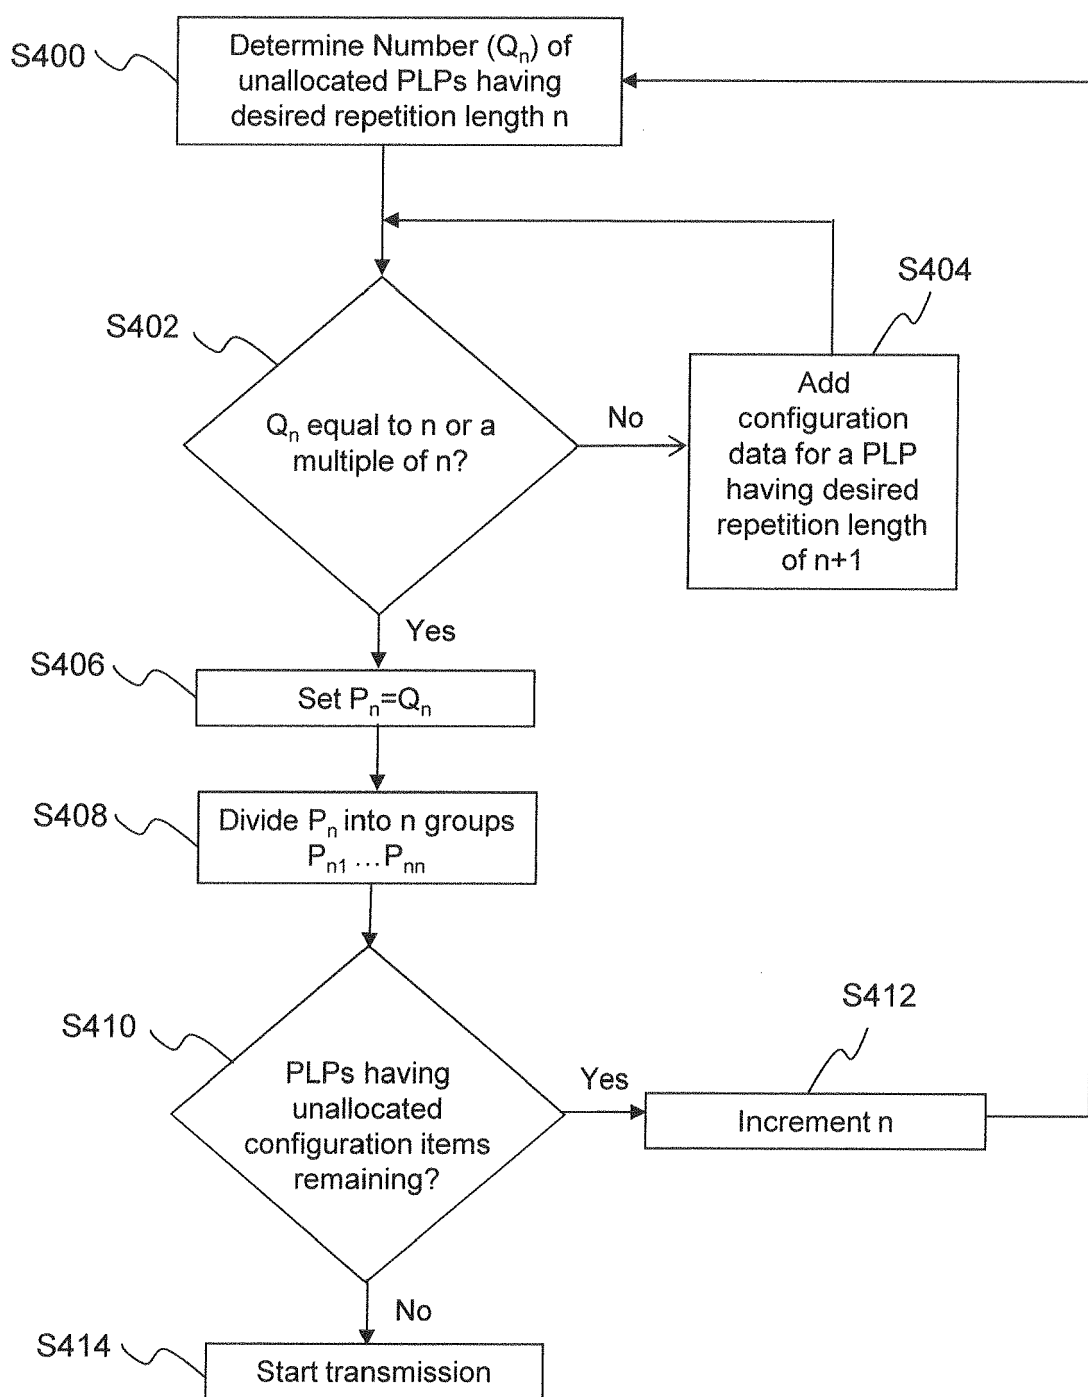 S400
Determine Number (Qn) of
unallocated PLPs having
desired repetition length n
S402
Qn equal to n or a
multiple of n?
No
S404
Add
configuration
data for a PLP
having desired
repetition length
of n+1
Yes
S406
Set Pn=Qn
S408
Divide Pn into n groups
Pn1 ...Pnn
S410
PLPs having
unallocated
configuration items
remaining?
Yes
S412
Increment n
No
S414
Start transmission